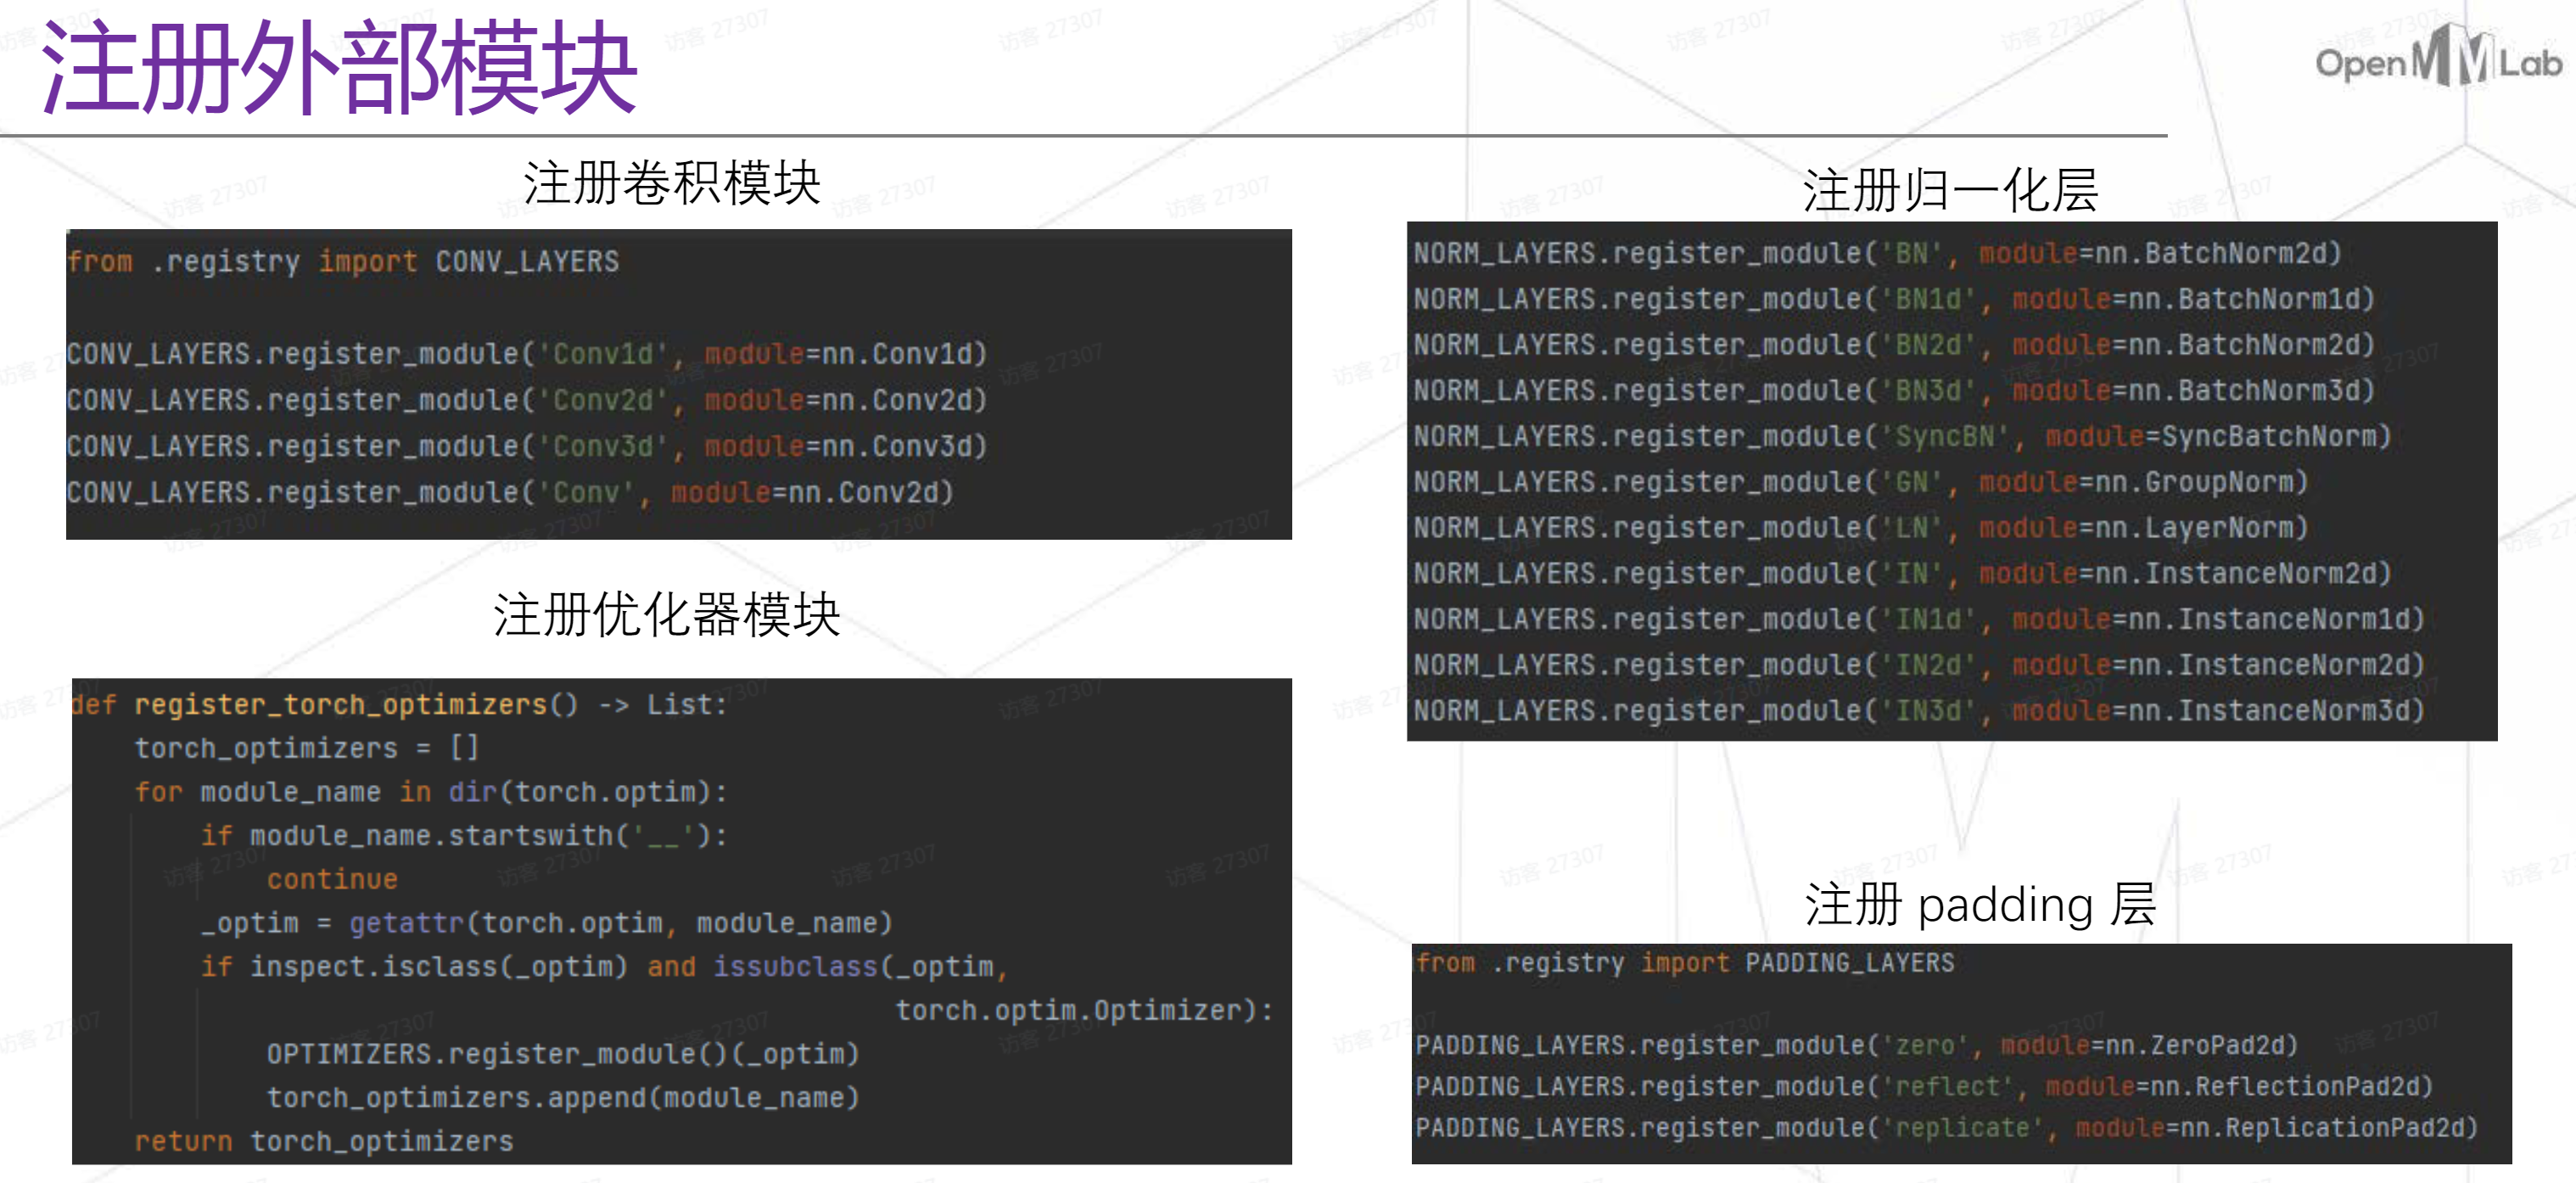 注册外部模块
OpenMMLab
注册卷积模块
from .registry import CONV_LAYERS
CONV_LAYERS.register_module('Conv1d', module=nn.Conv1d)
CONV_LAYERS.register_module('Conv2d', module=nn.Conv2d)
CONV_LAYERS.register_module('Conv3d', module=nn.Conv3d)
CONV_LAYERS.register_module('Conv', module=nn.Conv2d)
注册优化器模块
def register_torch_optimizers() -> List:
    torch_optimizers = []
    for module_name in dir(torch.optim):
        if module_name.startswith('__'):
            continue
        _optim = getattr(torch.optim, module_name)
        if inspect.isclass(_optim) and issubclass(_optim,
                                                  torch.optim.Optimizer):
            OPTIMIZERS.register_module()(_optim)
            torch_optimizers.append(module_name)
    return torch_optimizers
注册归一化层
NORM_LAYERS.register_module('BN', module=nn.BatchNorm2d)
NORM_LAYERS.register_module('BN1d', module=nn.BatchNorm1d)
NORM_LAYERS.register_module('BN2d', module=nn.BatchNorm2d)
NORM_LAYERS.register_module('BN3d', module=nn.BatchNorm3d)
NORM_LAYERS.register_module('SyncBN', module=SyncBatchNorm)
NORM_LAYERS.register_module('GN', module=nn.GroupNorm)
NORM_LAYERS.register_module('LN', module=nn.LayerNorm)
NORM_LAYERS.register_module('IN', module=nn.InstanceNorm2d)
NORM_LAYERS.register_module('IN1d', module=nn.InstanceNorm1d)
NORM_LAYERS.register_module('IN2d', module=nn.InstanceNorm2d)
NORM_LAYERS.register_module('IN3d', module=nn.InstanceNorm3d)
注册 padding 层
from .registry import PADDING_LAYERS
PADDING_LAYERS.register_module('zero', module=nn.ZeroPad2d)
PADDING_LAYERS.register_module('reflect', module=nn.ReflectionPad2d)
PADDING_LAYERS.register_module('replicate', module=nn.ReplicationPad2d)
访客 27307